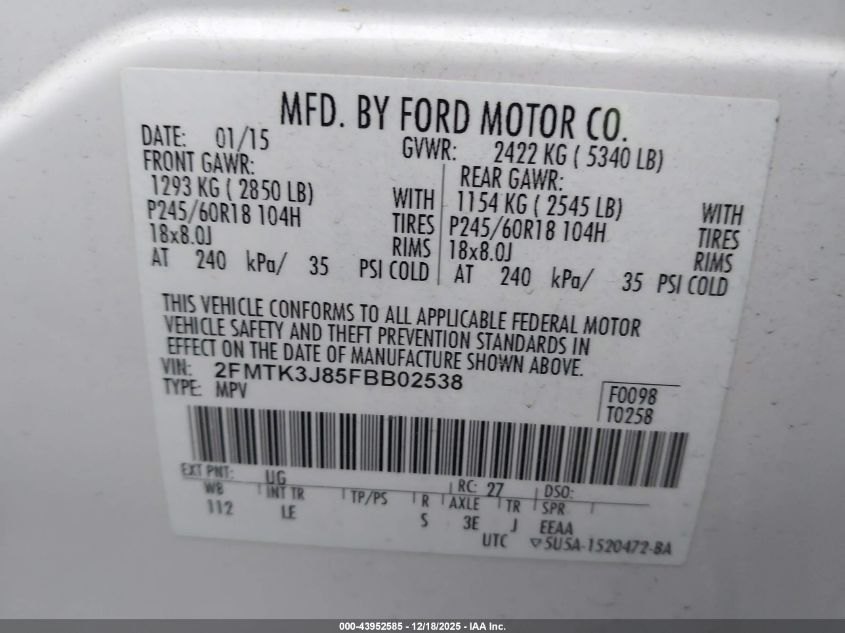 MFD. BY FORD MOTOR CO.
DATE: 01/15 GVWR: 2422 KG ( 5340 LB)
FRONT GAWR: REAR GAWR:
1293 KG ( 2850 LB) WITH 1154 KG ( 2545 LB) WITH
P245/60R18 104H TIRES P245/60R18 104H TIRES
18x8.0J RIMS 18x8.0J RIMS
AT 240 kPa/ 35 PSI COLD AT 240 kPa/ 35 PSI COLD
THIS VEHICLE CONFORMS TO ALL APPLICABLE FEDERAL MOTOR
VEHICLE SAFETY AND THEFT PREVENTION STANDARDS IN
EFFECT ON THE DATE OF MANUFACTURE SHOWN ABOVE.
VIN: 2FMTK3J85FBB02538
TYPE: MPV F0098
T0258
EXT PNT: UG RC: 27 DSO:
WB INT TR TP/PS R AXLE TR SPR
112 LE S 3E J EEAA
UTC ▽5U5A-1520472-BA
000-43952585 - 12/18/2025 - IAA Inc.